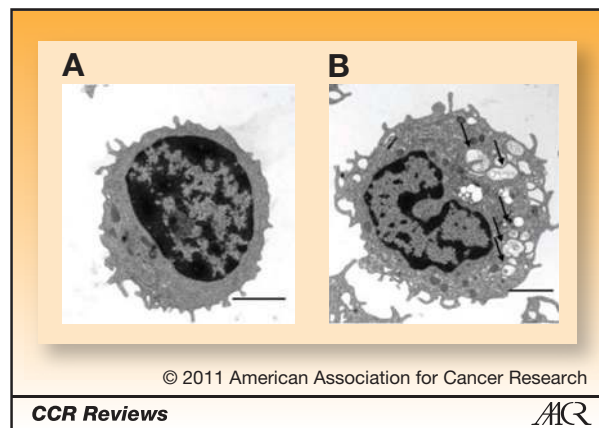 A B
© 2011 American Association for Cancer Research
CCR Reviews AACR